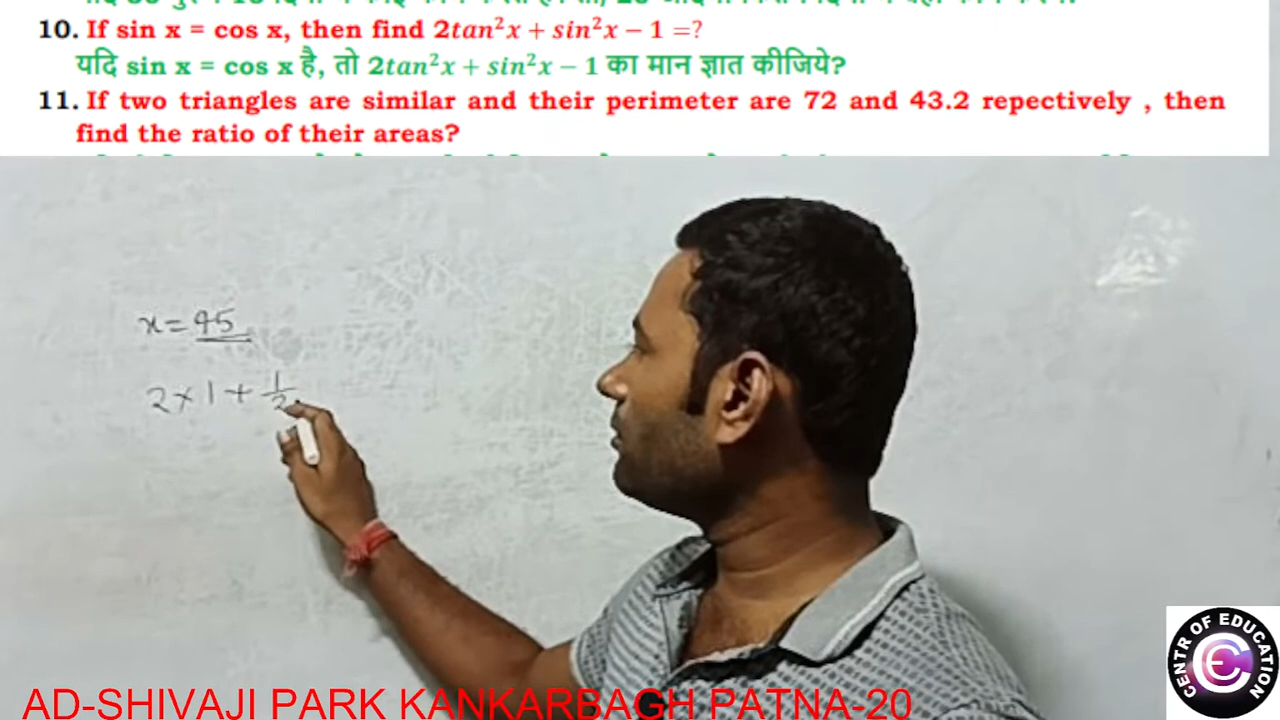 10. If sin x = cos x, then find 2tan²x + sin²x − 1 =?
यदि sin x = cos x है, तो 2tan²x + sin²x − 1 का मान ज्ञात कीजिये?
11. If two triangles are similar and their perimeter are 72 and 43.2 repectively , then
find the ratio of their areas?
x = 45
2 × 1 + 1/2
CENTR OF EDUCATION
AD-SHIVAJI PARK KANKARBAGH PATNA-20